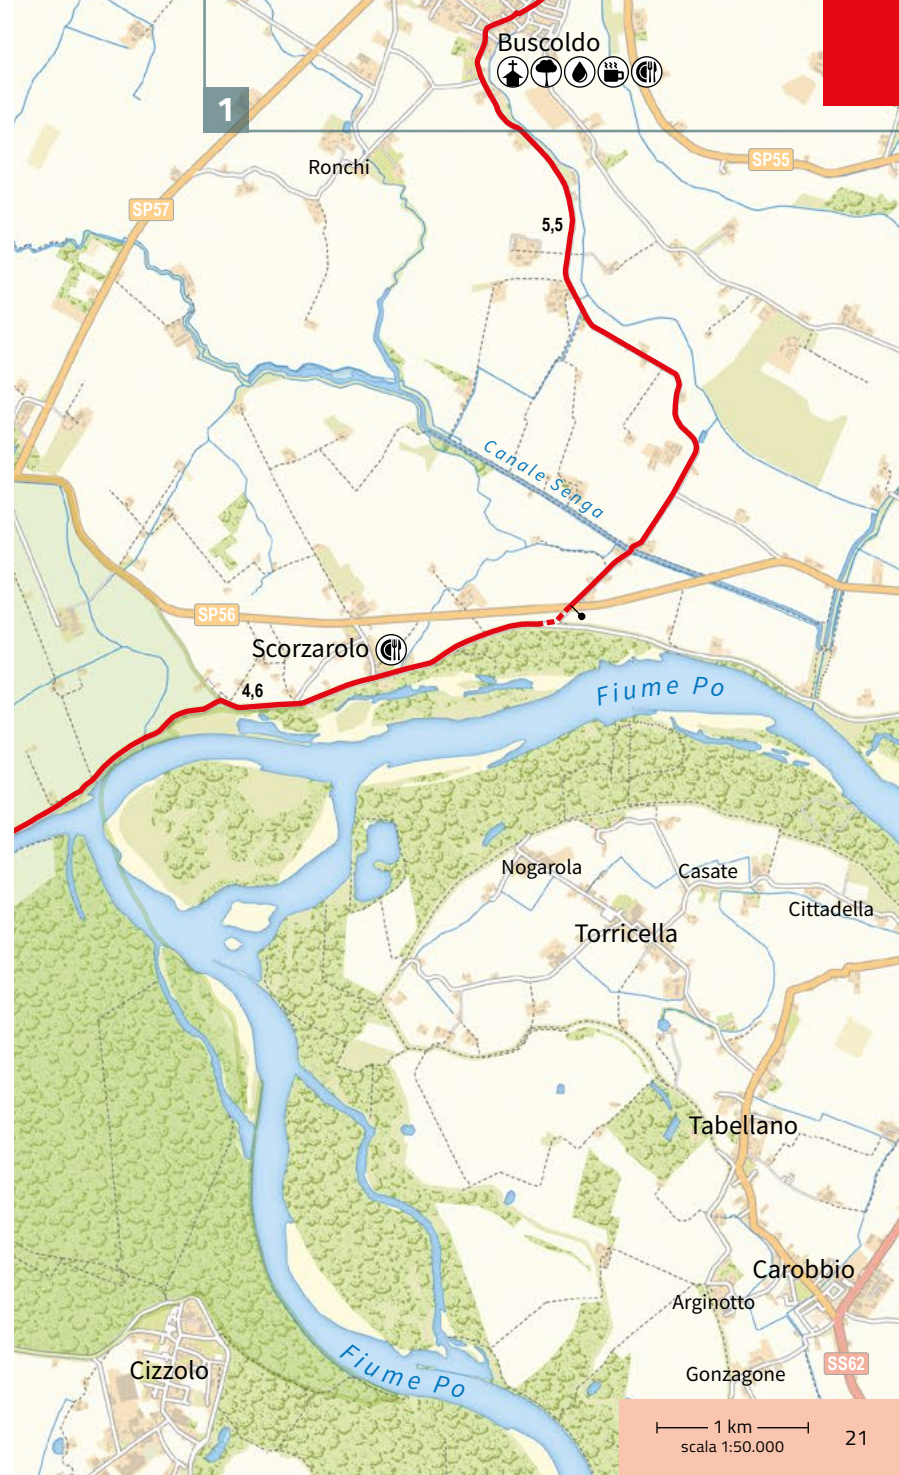 Buscoldo
1
SP55
Ronchi
SP57
5,5
Canale Senga
SP56
Scorzarolo
4,6
Fiume Po
Nogarola
Casate
Cittadella
Torricella
Tabellano
Carobbio
Arginotto
Cizzolo
Fiume Po
Gonzagone
SS62
1 km
scala 1:50.000
21